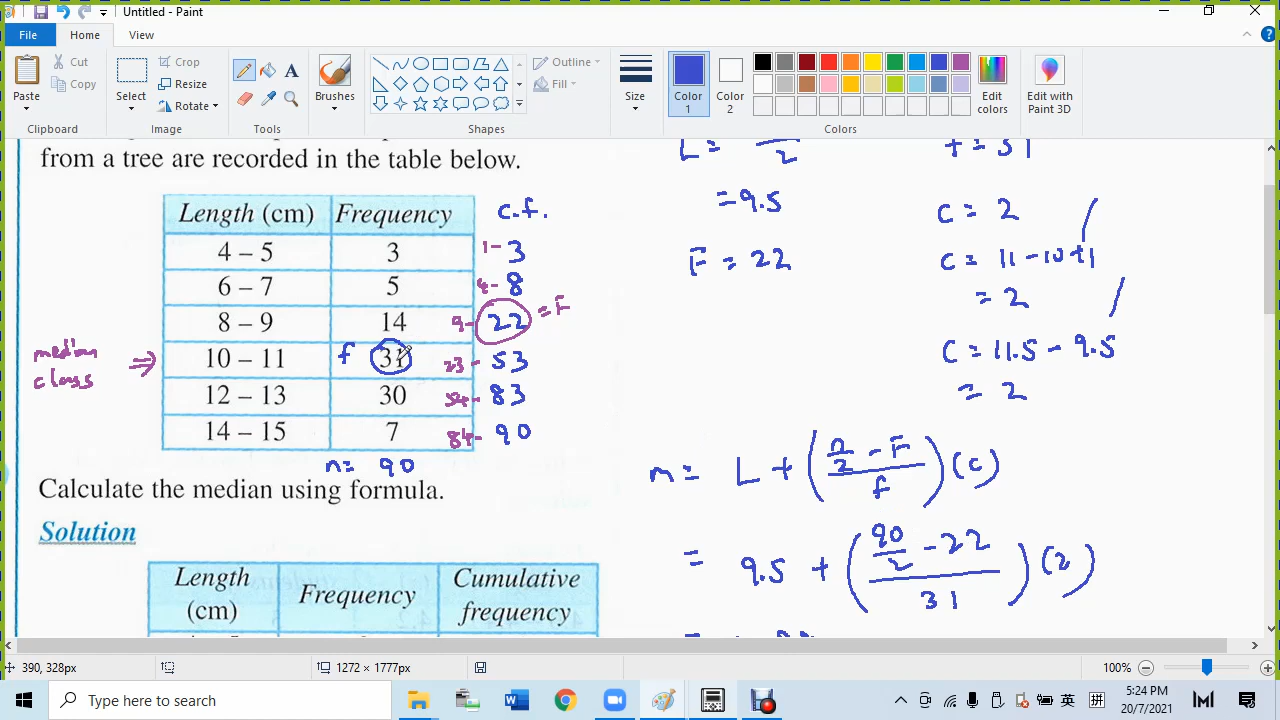 Untitled - Paint
File
Home
View
Paste
Cut
Copy
Clipboard
Select
Crop
Resize
Rotate
Image
A
Tools
Brushes
Shapes
Outline
Fill
Size
Color 1
Color 2
Edit colors
Edit with Paint 3D
Colors
from a tree are recorded in the table below.
Length (cm) Frequency c.f.
4 – 5 3 1- 3
6 – 7 5 4- 8
8 – 9 14 9- 22 = F
median class ⇒ 10 – 11 f 31 23- 53
12 – 13 30 54- 83
14 – 15 7 84- 90
n = 90
Calculate the median using formula.
Solution
Length (cm) Frequency Cumulative frequency
L = 2
= 9.5
F = 22
f = 31
c = 2
c = 11 - 10 + 1
= 2
c = 11.5 - 9.5
= 2
m = L + ( (n/2 - F) / f ) (c)
= 9.5 + ( (90/2 - 22) / 31 ) (2)
=
390, 328px
1272 × 1777px
100%
Type here to search
英
拼
5:24 PM
20/7/2021